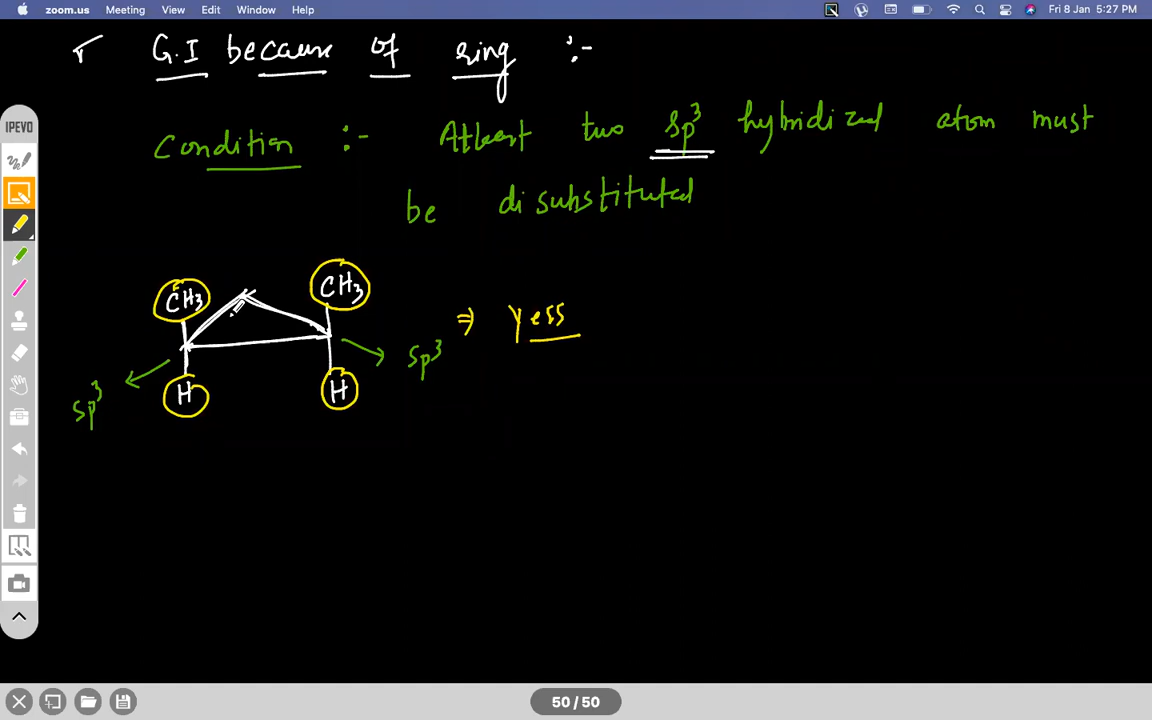 zoom.us Meeting View Edit Window Help Fri 8 Jan 5:27 PM
G.I because of ring :-
IPEVO
Condition :- Atleast two sp³ hybridized atom must
be disubstituted
CH3 CH3
⇒ yess
sp³
H H
sp³
50 / 50